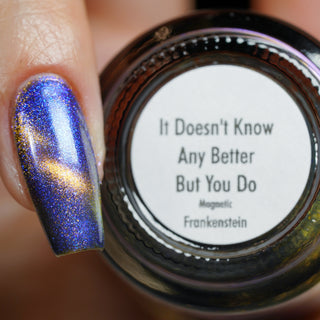 It Doesn't Know
Any Better
But You Do
Magnetic
Frankenstein